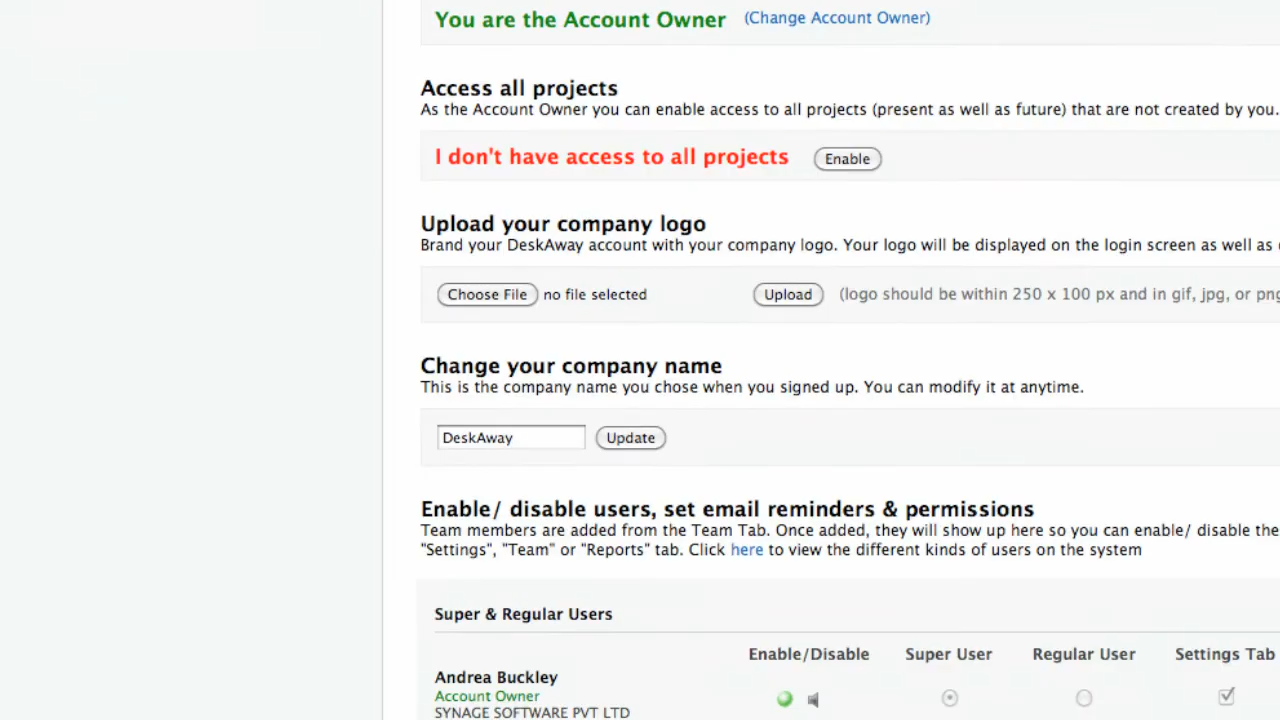 You are the Account Owner (Change Account Owner)
Access all projects
As the Account Owner you can enable access to all projects (present as well as future) that are not created by you.
I don't have access to all projects Enable
Upload your company logo
Brand your DeskAway account with your company logo. Your logo will be displayed on the login screen as well as
Choose File no file selected Upload (logo should be within 250 x 100 px and in gif, jpg, or png
Change your company name
This is the company name you chose when you signed up. You can modify it at anytime.
DeskAway Update
Enable/ disable users, set email reminders & permissions
Team members are added from the Team Tab. Once added, they will show up here so you can enable/ disable the
"Settings", "Team" or "Reports" tab. Click here to view the different kinds of users on the system
Super & Regular Users
Enable/Disable Super User Regular User Settings Tab
Andrea Buckley
Account Owner
SYNAGE SOFTWARE PVT LTD